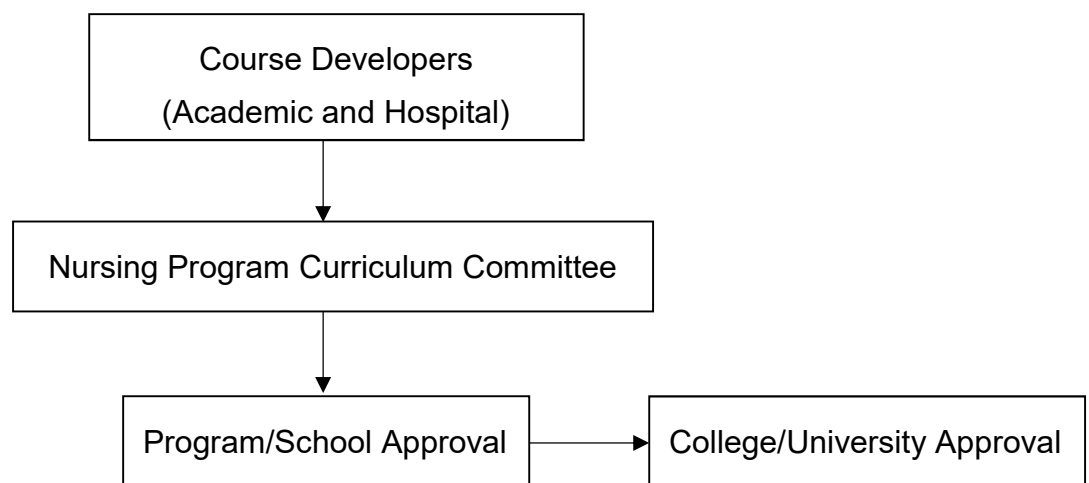 Course Developers
(Academic and Hospital)
Nursing Program Curriculum Committee
Program/School Approval
College/University Approval